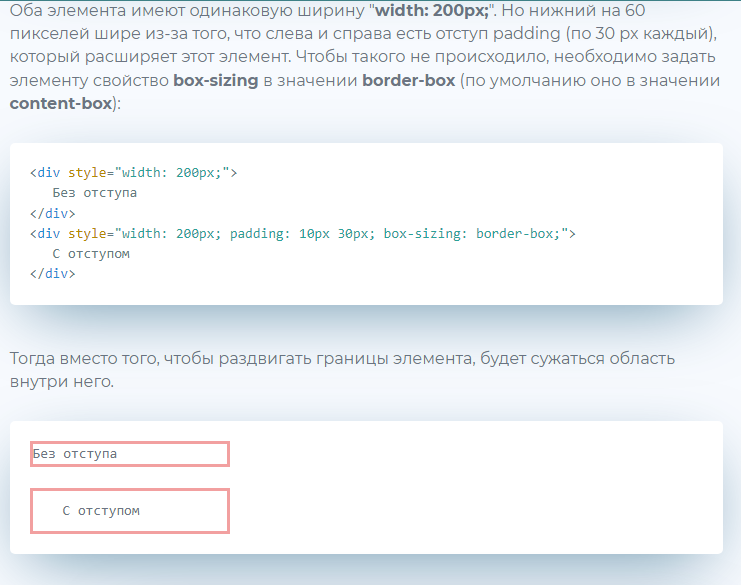 Оба элемента имеют одинаковую ширину "width: 200px;". Но нижний на 60
пикселей шире из-за того, что слева и справа есть отступ padding (по 30 px каждый),
который расширяет этот элемент. Чтобы такого не происходило, необходимо задать
элементу свойство box-sizing в значении border-box (по умолчанию оно в значении
content-box):
<div style="width: 200px;">
Без отступа
</div>
<div style="width: 200px; padding: 10px 30px; box-sizing: border-box;">
С отступом
</div>
Тогда вместо того, чтобы раздвигать границы элемента, будет сужаться область
внутри него.
Без отступа
С отступом